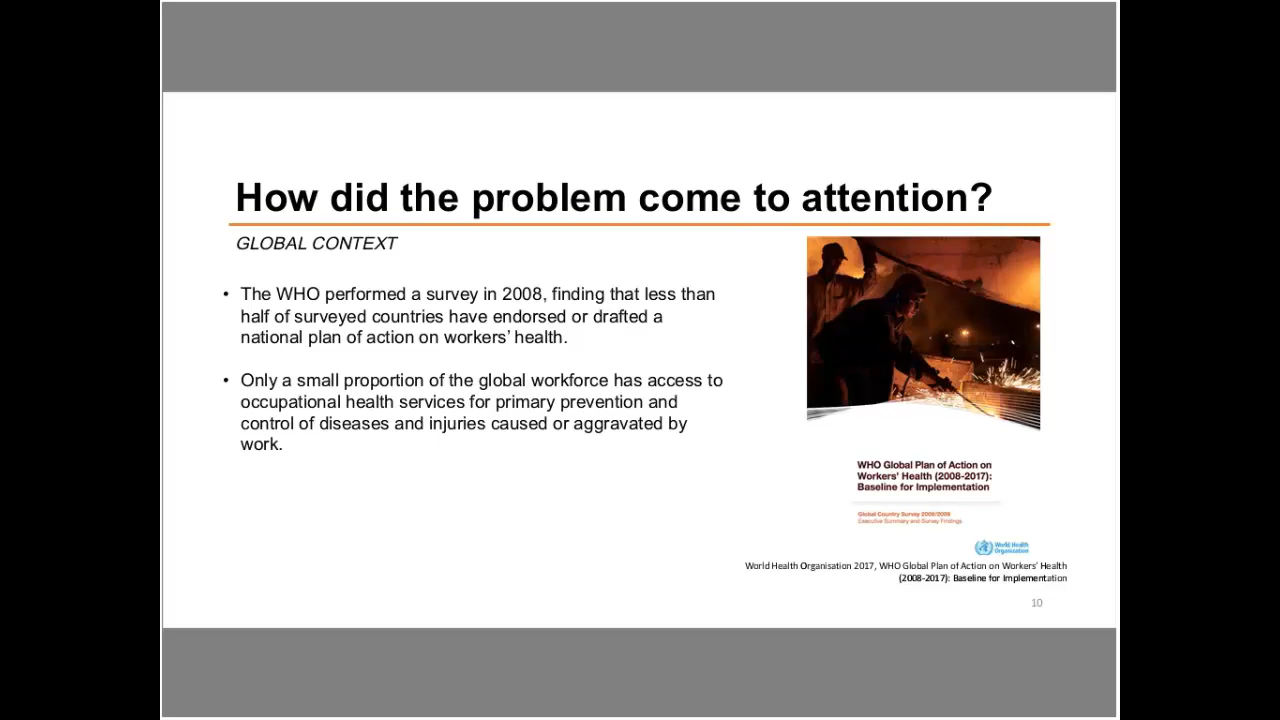 How did the problem come to attention?
GLOBAL CONTEXT
• The WHO performed a survey in 2008, finding that less than
half of surveyed countries have endorsed or drafted a
national plan of action on workers’ health.
• Only a small proportion of the global workforce has access to
occupational health services for primary prevention and
control of diseases and injuries caused or aggravated by
work.
WHO Global Plan of Action on
Workers' Health (2008-2017):
Baseline for Implementation
Global Country Survey 2008/2009
Executive Summary and Survey Findings
World Health
Organisation
World Health Organisation 2017, WHO Global Plan of Action on Workers’ Health
(2008-2017): Baseline for Implementation
10